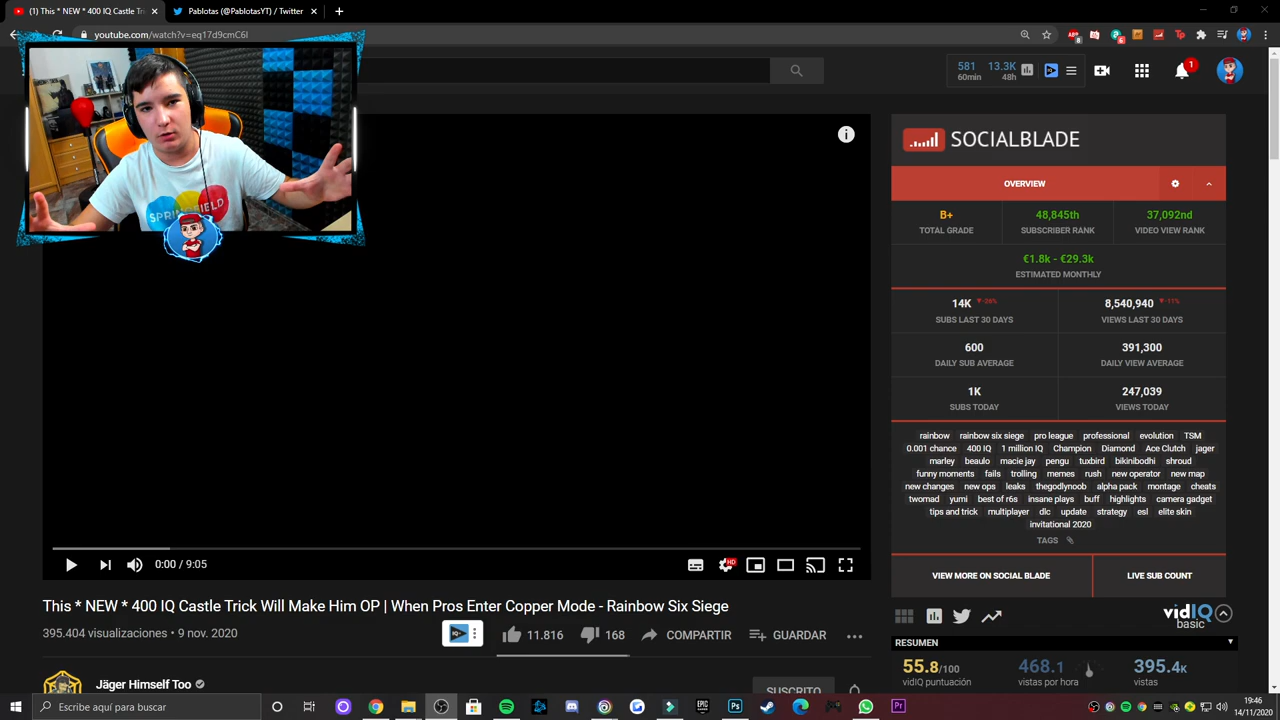 (1) This * NEW * 400 IQ Castle Tri
Pablotas (@PablotasYT) / Twitter
youtube.com/watch?v=eq17d9cmC6I
581
60min
13.3K
48h
1
SPRINGFIELD
SOCIALBLADE
OVERVIEW
B+
TOTAL GRADE
48,845th
SUBSCRIBER RANK
37,092nd
VIDEO VIEW RANK
€1.8k - €29.3k
ESTIMATED MONTHLY
14K
SUBS LAST 30 DAYS
8,540,940 ▼-11%
VIEWS LAST 30 DAYS
600
DAILY SUB AVERAGE
391,300
DAILY VIEW AVERAGE
1K
SUBS TODAY
247,039
VIEWS TODAY
rainbow rainbow six siege pro league professional evolution TSM
0.001 chance 400 IQ 1 million IQ Champion Diamond Ace Clutch jager
marley beaulo macie jay pengu tuxbird bikinibodhi shroud
funny moments fails trolling memes rush new operator new map
new changes new ops leaks thegodlynoob alpha pack montage cheats
twomad yumi best of r6s insane plays buff highlights camera gadget
tips and trick multiplayer dlc update strategy esl elite skin
invitational 2020
TAGS
VIEW MORE ON SOCIAL BLADE
LIVE SUB COUNT
0:00 / 9:05
HD
This * NEW * 400 IQ Castle Trick Will Make Him OP | When Pros Enter Copper Mode - Rainbow Six Siege
395.404 visualizaciones • 9 nov. 2020
11.816
168
COMPARTIR
GUARDAR
vidIQ
basic
RESUMEN
55.8/100
vidIQ puntuación
468.1
vistas por hora
395.4K
vistas
Jäger Himself Too
SUSCRITO
Escribe aquí para buscar
19:46
14/11/2020